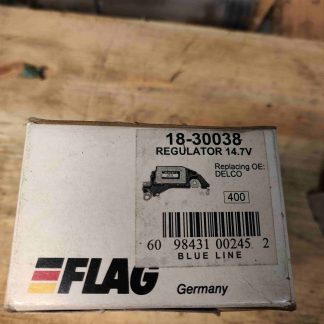 18-30038
REGULATOR 14.7V
Replacing OE:
DELCO
400
60 98431 00245 2
BLUE LINE
FLAG
Germany